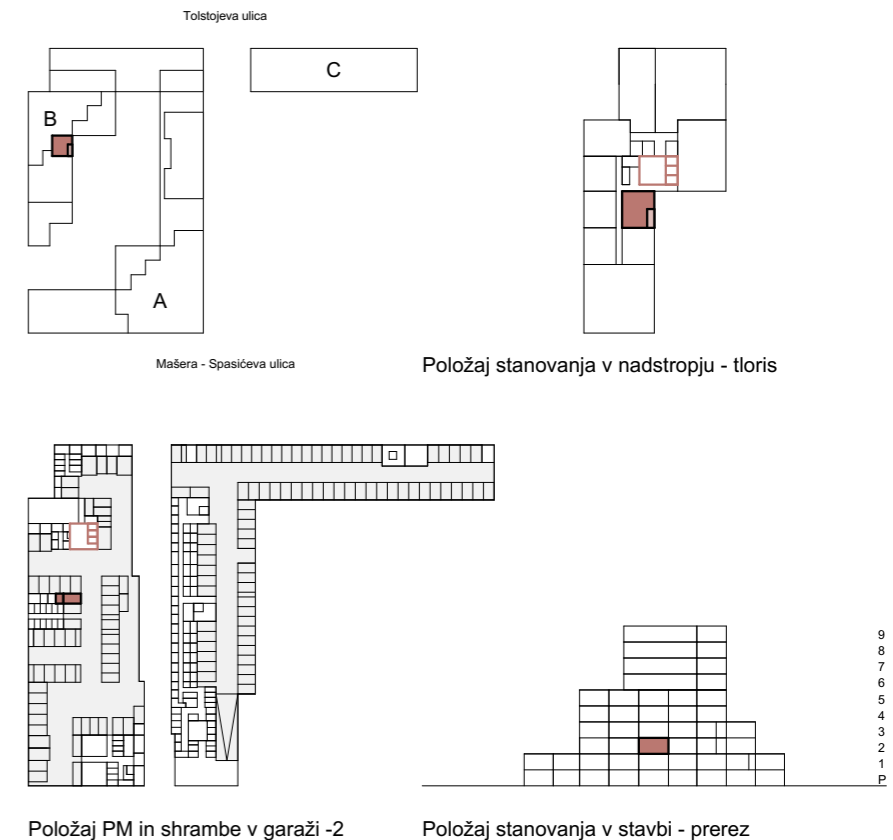 Tolstojeva ulica
C
B
A
Mašera - Spasićeva ulica
Položaj stanovanja v nadstropju - tloris
9
8
7
6
5
4
3
2
1
P
Položaj PM in shrambe v garaži -2
Položaj stanovanja v stavbi - prerez